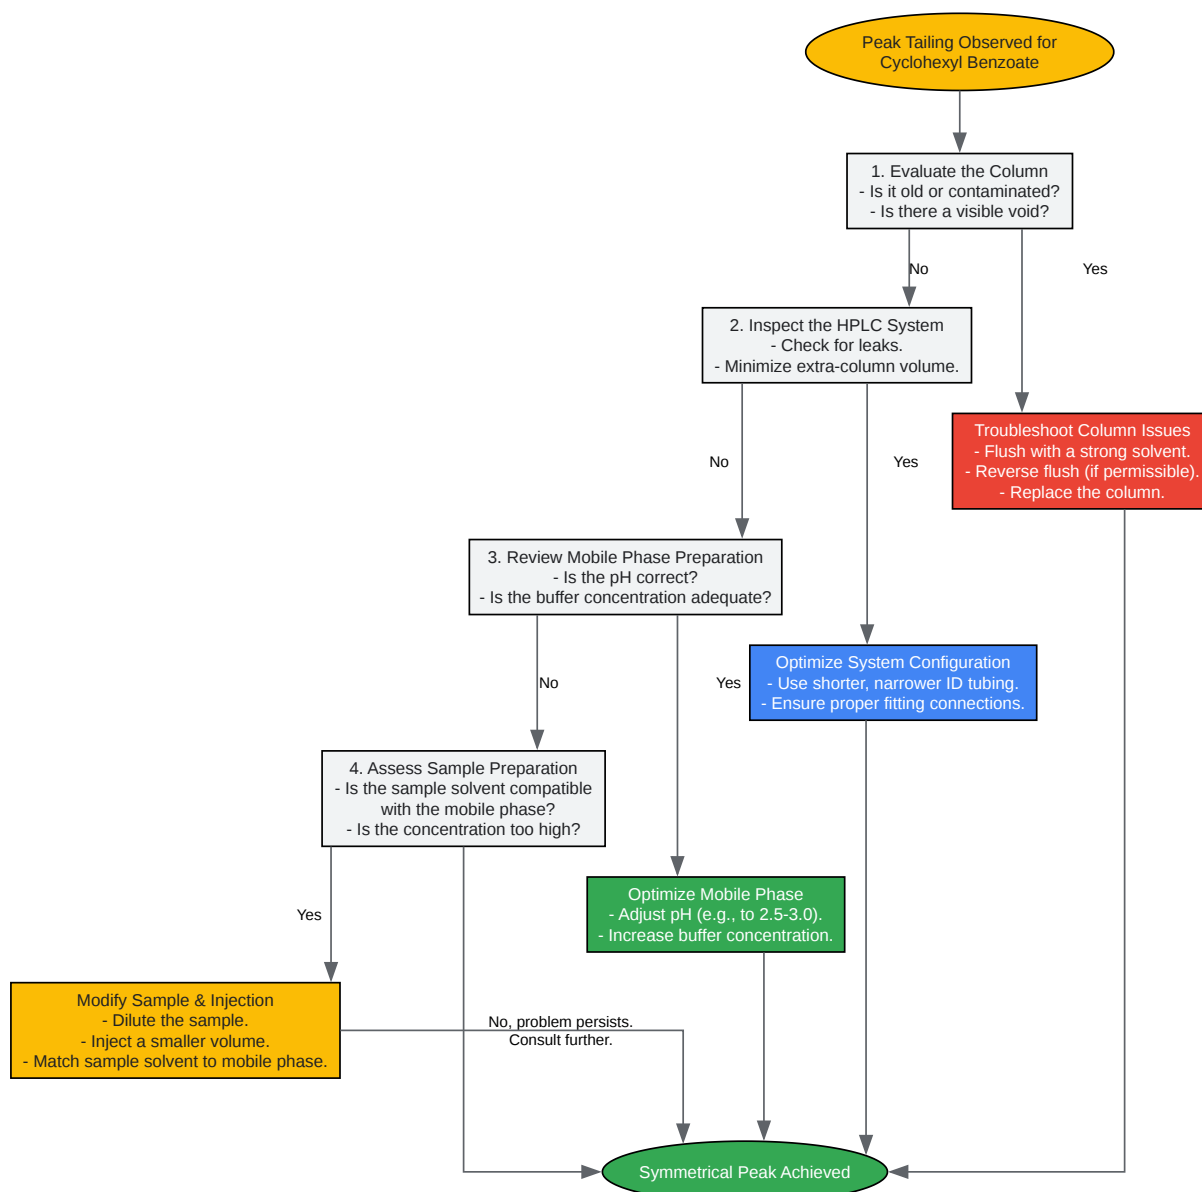 Peak Tailing Observed for
Cyclohexyl Benzoate
1. Evaluate the Column
- Is it old or contaminated?
- Is there a visible void?
No
Yes
2. Inspect the HPLC System
- Check for leaks.
- Minimize extra-column volume.
Troubleshoot Column Issues
- Flush with a strong solvent.
- Reverse flush (if permissible).
- Replace the column.
No
Yes
3. Review Mobile Phase Preparation
- Is the pH correct?
- Is the buffer concentration adequate?
Optimize System Configuration
- Use shorter, narrower ID tubing.
- Ensure proper fitting connections.
No
Yes
4. Assess Sample Preparation
- Is the sample solvent compatible
with the mobile phase?
- Is the concentration too high?
Optimize Mobile Phase
- Adjust pH (e.g., to 2.5-3.0).
- Increase buffer concentration.
Yes
Modify Sample & Injection
- Dilute the sample.
- Inject a smaller volume.
- Match sample solvent to mobile phase.
No, problem persists.
Consult further.
Symmetrical Peak Achieved